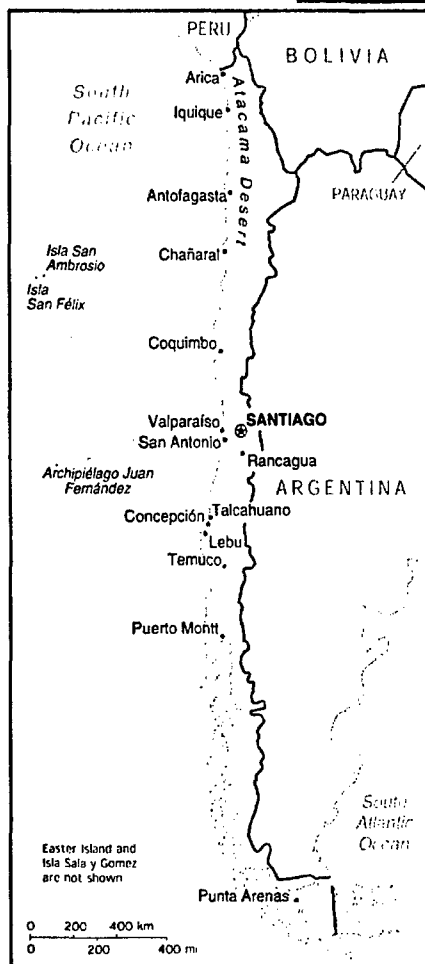 PERU
BOLIVIA
Arica
South
Pacific
Ocean
Iquique
Atacama Desert
PARAGUAY
Antofagasta
Isla San
Ambrosio
Chañaral
Isla
San Félix
Coquimbo
Valparaíso
SANTIAGO
San Antonio
Rancagua
Archipiélago Juan
Fernández
ARGENTINA
Concepción
Talcahuano
Lebu
Temuco
Puerto Montt
South
Atlantic
Ocean
Easter Island and
Isla Sala y Gomez
are not shown
Punta Arenas
0 200 400 km
0 200 400 mi